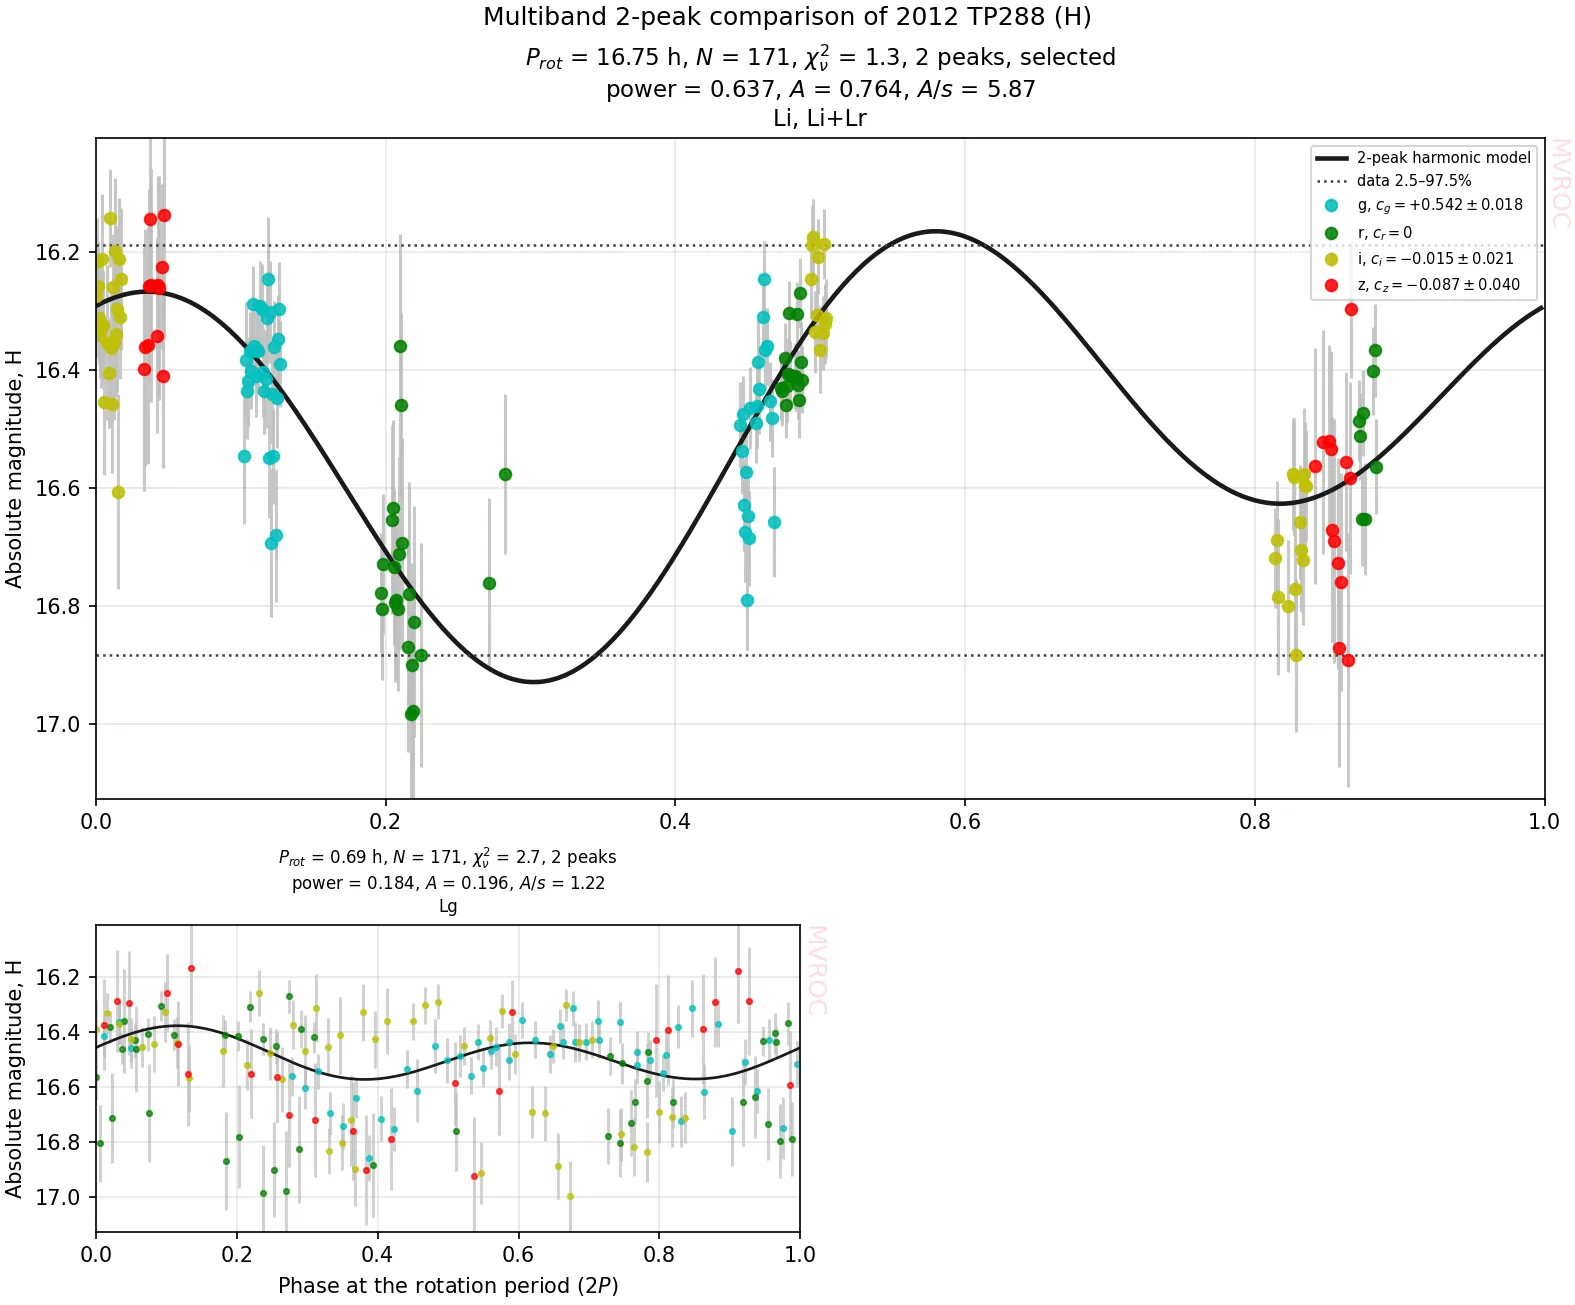 Multiband 2-peak comparison of 2012 TP288 (H)
P_rot = 16.75 h, N = 171, χ²_ν = 1.3, 2 peaks, selected
power = 0.637, A = 0.764, A/s = 5.87
Li, Li+Lr
MVROC
2-peak harmonic model
data 2.5–97.5%
g, c_g = +0.542 ± 0.018
r, c_r = 0
i, c_i = −0.015 ± 0.021
z, c_z = −0.087 ± 0.040
Absolute magnitude, H
16.2
16.4
16.6
16.8
17.0
0.0 0.2 0.4 0.6 0.8 1.0
P_rot = 0.69 h, N = 171, χ²_ν = 2.7, 2 peaks
power = 0.184, A = 0.196, A/s = 1.22
Lg
MVROC
Absolute magnitude, H
16.2
16.4
16.6
16.8
17.0
0.0 0.2 0.4 0.6 0.8 1.0
Phase at the rotation period (2P)